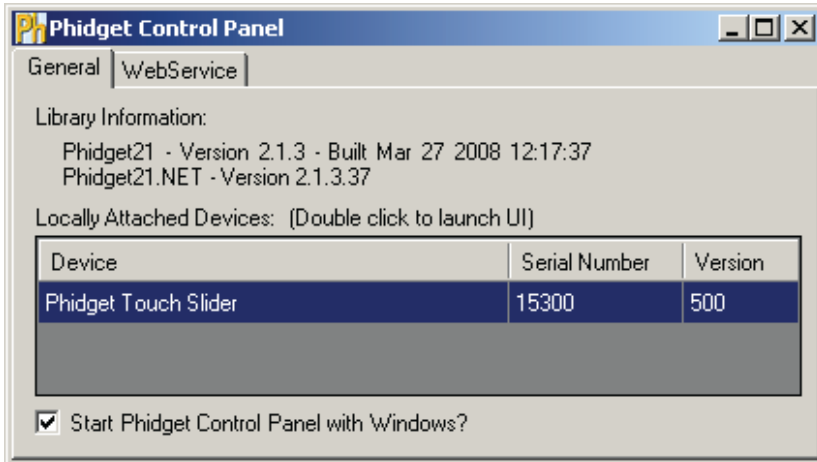 Ph Phidget Control Panel
General WebService
Library Information:
Phidget21 - Version 2.1.3 - Built Mar 27 2008 12:17:37
Phidget21.NET - Version 2.1.3.37
Locally Attached Devices: (Double click to launch UI)
Device Serial Number Version
Phidget Touch Slider 15300 500
Start Phidget Control Panel with Windows?